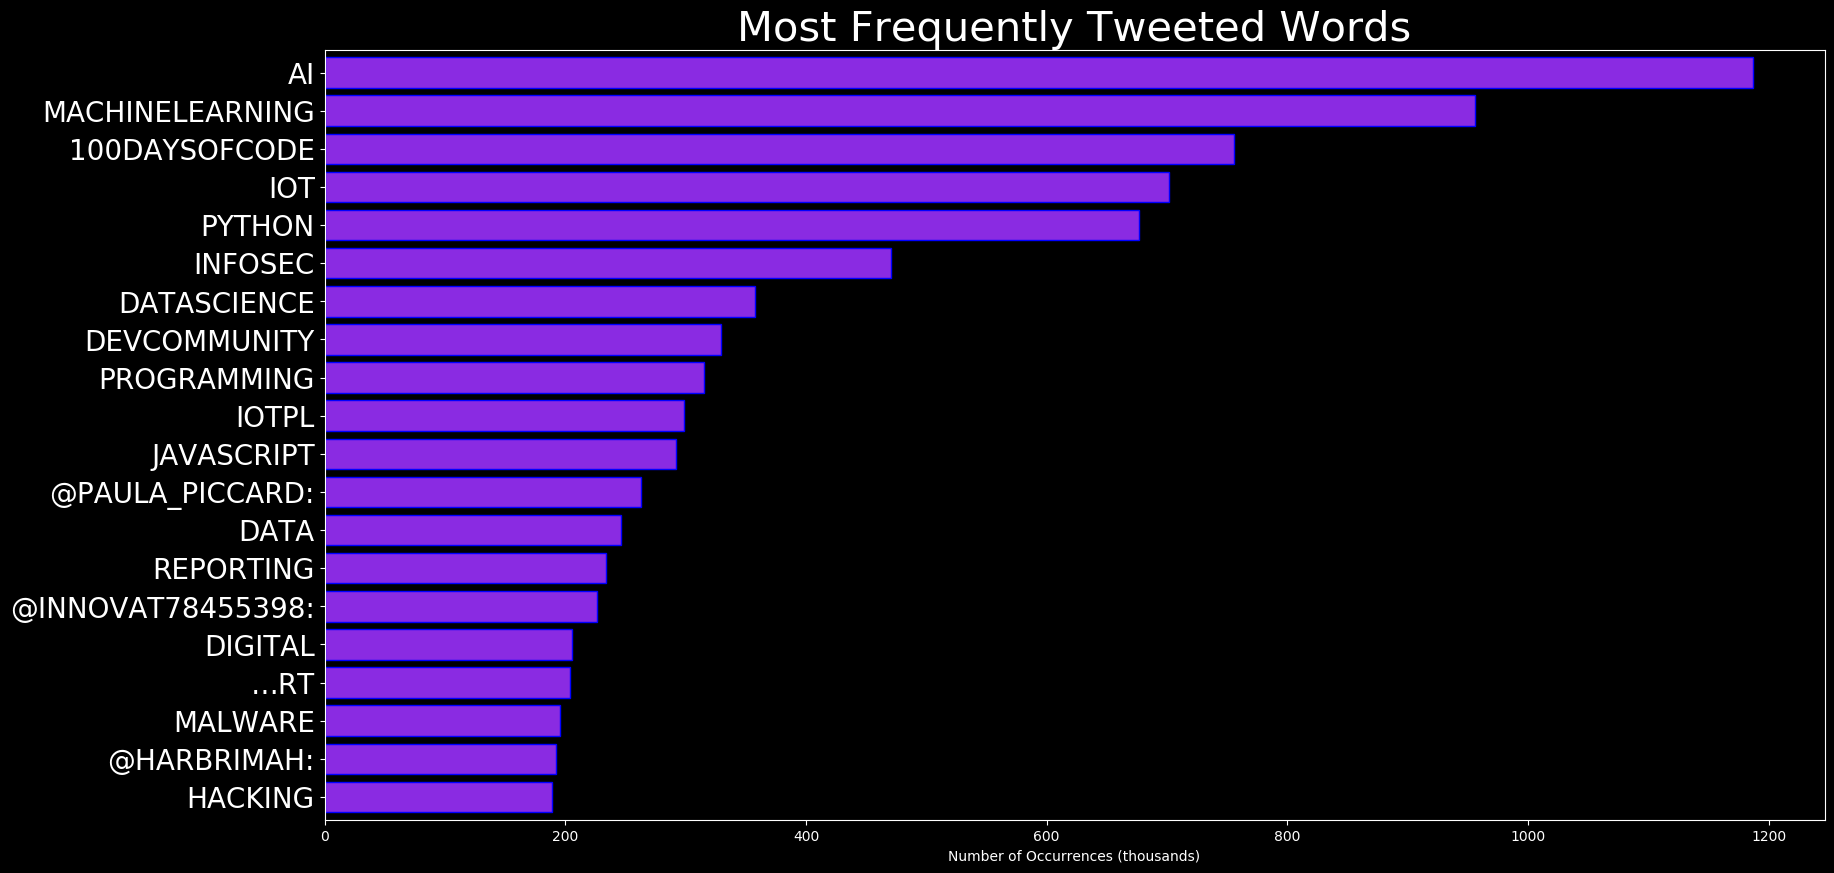 Most Frequently Tweeted Words
AI
MACHINELEARNING
100DAYSOFCODE
IOT
PYTHON
INFOSEC
DATASCIENCE
DEVCOMMUNITY
PROGRAMMING
IOTPL
JAVASCRIPT
@PAULA_PICCARD:
DATA
REPORTING
@INNOVAT78455398:
DIGITAL
…RT
MALWARE
@HARBRIMAH:
HACKING
0 200 400 600 800 1000 1200
Number of Occurrences (thousands)